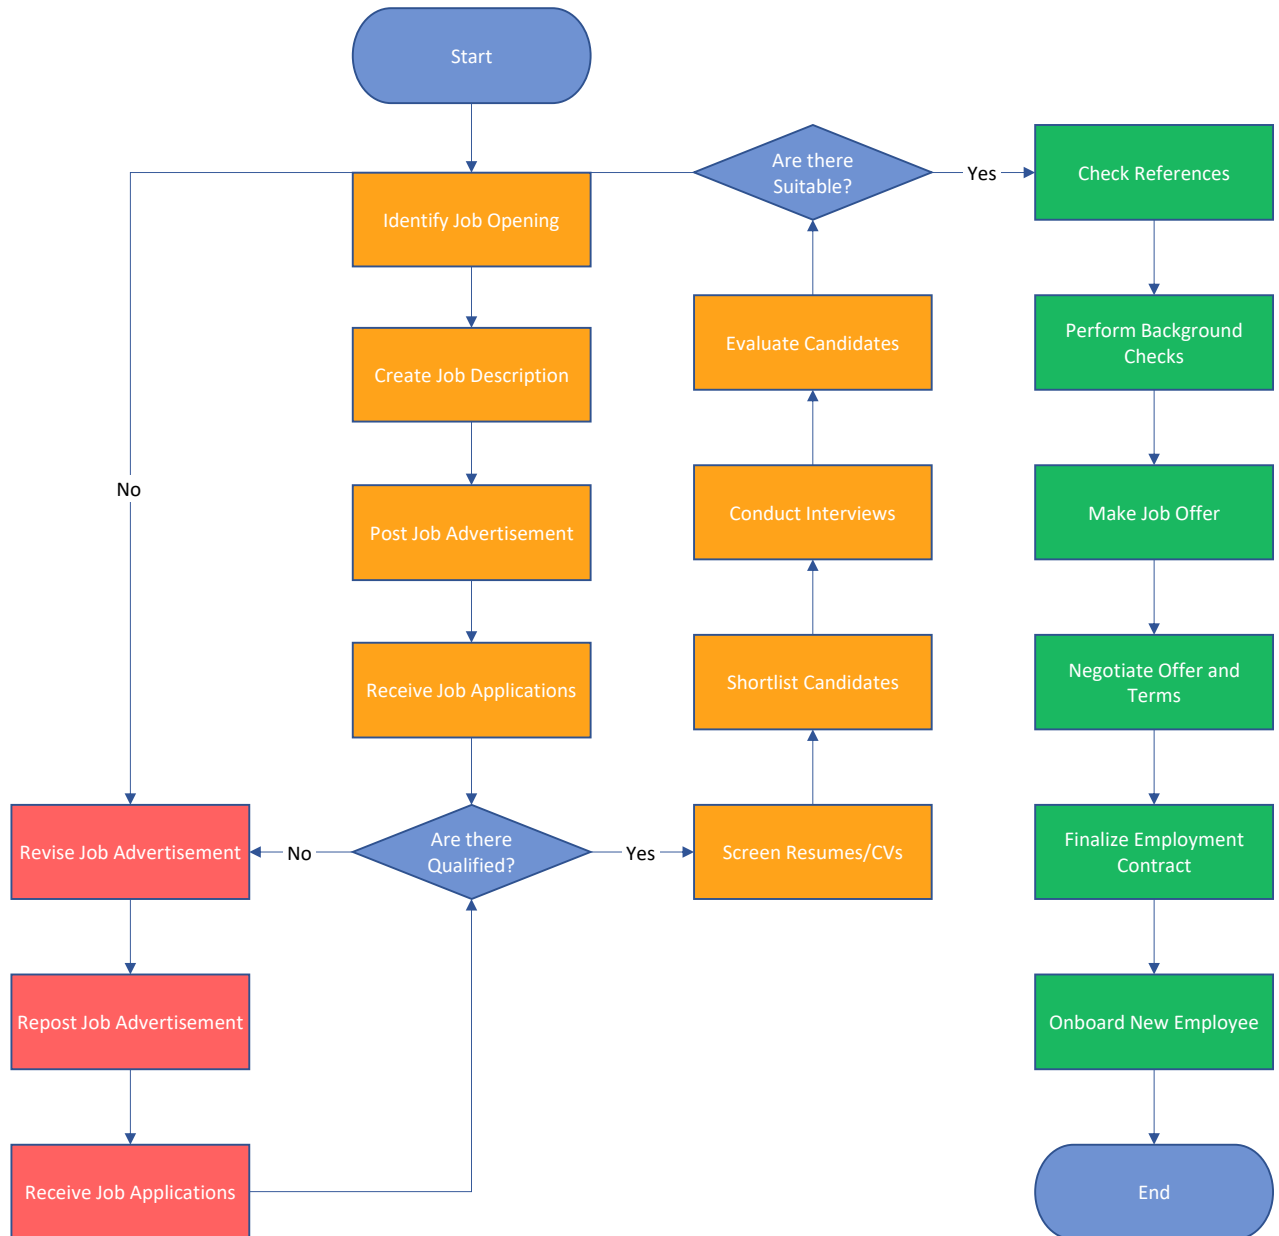 Start
Identify Job Opening
Create Job Description
Post Job Advertisement
Receive Job Applications
Are there
Qualified?
No
Revise Job Advertisement
Repost Job Advertisement
Receive Job Applications
Yes
Screen Resumes/CVs
Shortlist Candidates
Conduct Interviews
Evaluate Candidates
Are there
Suitable?
No
Yes
Check References
Perform Background
Checks
Make Job Offer
Negotiate Offer and
Terms
Finalize Employment
Contract
Onboard New Employee
End